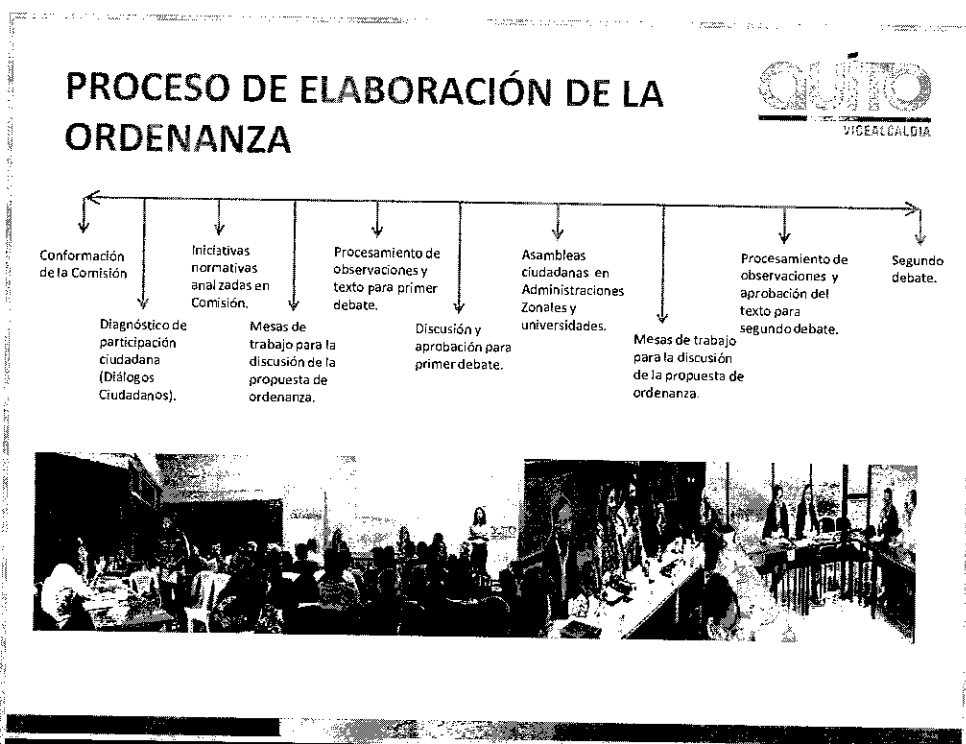 PROCESO DE ELABORACIÓN DE LA
ORDENANZA
QUITO
VICEALCALDIA
Conformación
de la Comisión
Diagnóstico de
participación
ciudadana
(Diálogos
Ciudadanos).
Iniciativas
normativas
analizadas en
Comisión.
Mesas de
trabajo para la
discusión de la
propuesta de
ordenanza.
Procesamiento de
observaciones y
texto para primer
debate.
Discusión y
aprobación para
primer debate.
Asambleas
ciudadanas en
Administraciones
Zonales y
universidades.
Mesas de trabajo
para la discusión
de la propuesta de
ordenanza.
Procesamiento de
observaciones y
aprobación del
texto para
segundo debate.
Segundo
debate.